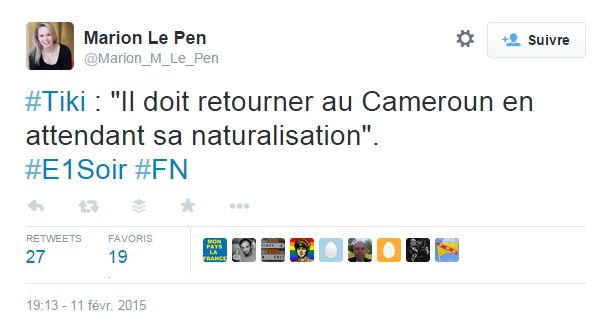 Marion Le Pen
@Marion_M_Le_Pen
Suivre
#Tiki : "Il doit retourner au Cameroun en
attendant sa naturalisation".
#E1Soir #FN
RETWEETS
27
FAVORIS
19
MON
PAYS
LA
FRANCE
19:13 - 11 févr. 2015